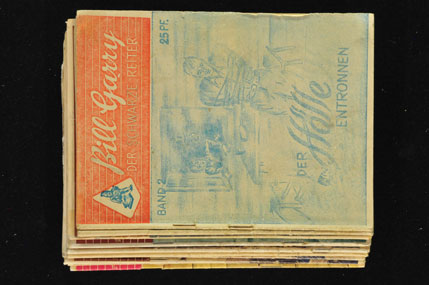 Bill Garry
DER SCHWARZE REITER
25 PF.
BAND 2
DER
Hölle
ENTRONNEN